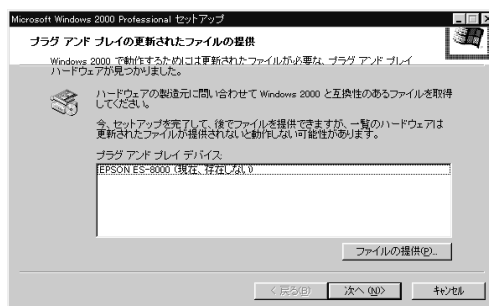 Microsoft Windows 2000 Professional セットアップ
プラグ アンド プレイの更新されたファイルの提供
Windows 2000 で動作するためには更新されたファイルが必要な、プラグ アンド プレイ
ハードウェアが見つかりました。
ハードウェアの製造元に問い合わせて Windows 2000 と互換性のあるファイルを取得
してください。
今、セットアップを完了して、後でファイルを提供できますが、一覧のハードウェアは
更新されたファイルが提供されないと動作しない可能性があります。
プラグ アンド プレイ デバイス:
EPSON ES-8000 (現在、存在しない)
ファイルの提供(P)...
< 戻る(B)
次へ (N)>
キャンセル